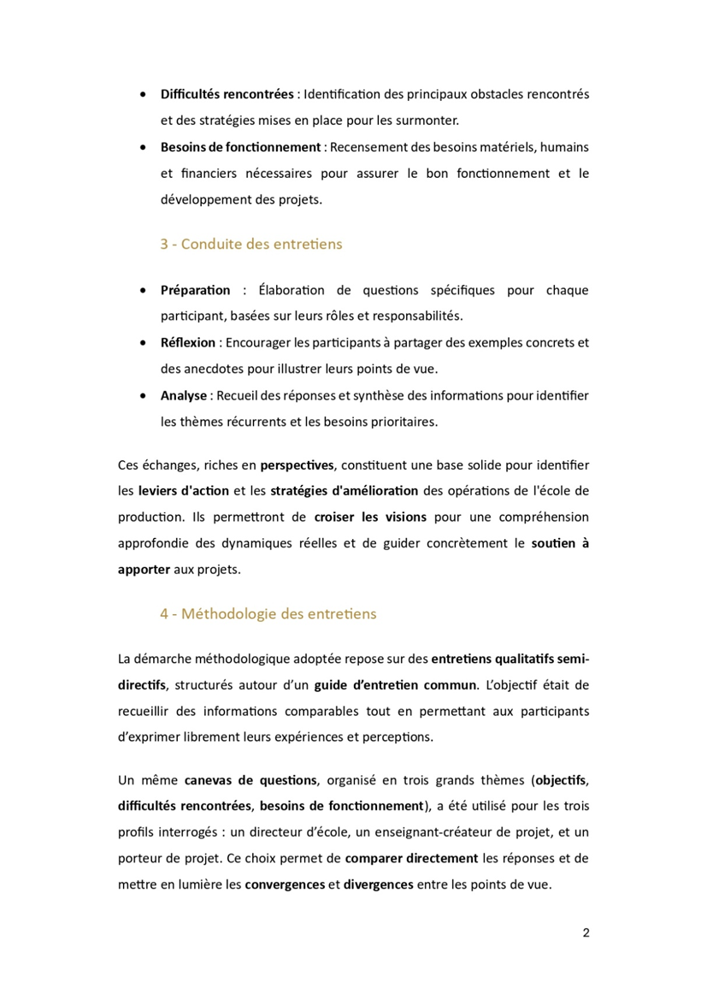 • Difficultés rencontrées : Identification des principaux obstacles rencontrés
et des stratégies mises en place pour les surmonter.
• Besoins de fonctionnement : Recensement des besoins matériels, humains
et financiers nécessaires pour assurer le bon fonctionnement et le
développement des projets.
3 - Conduite des entretiens
• Préparation : Élaboration de questions spécifiques pour chaque
participant, basées sur leurs rôles et responsabilités.
• Réflexion : Encourager les participants à partager des exemples concrets et
des anecdotes pour illustrer leurs points de vue.
• Analyse : Recueil des réponses et synthèse des informations pour identifier
les thèmes récurrents et les besoins prioritaires.
Ces échanges, riches en perspectives, constituent une base solide pour identifier
les leviers d'action et les stratégies d'amélioration des opérations de l'école de
production. Ils permettront de croiser les visions pour une compréhension
approfondie des dynamiques réelles et de guider concrètement le soutien à
apporter aux projets.
4 - Méthodologie des entretiens
La démarche méthodologique adoptée repose sur des entretiens qualitatifs semi-
directifs, structurés autour d’un guide d’entretien commun. L’objectif était de
recueillir des informations comparables tout en permettant aux participants
d’exprimer librement leurs expériences et perceptions.
Un même canevas de questions, organisé en trois grands thèmes (objectifs,
difficultés rencontrées, besoins de fonctionnement), a été utilisé pour les trois
profils interrogés : un directeur d’école, un enseignant-créateur de projet, et un
porteur de projet. Ce choix permet de comparer directement les réponses et de
mettre en lumière les convergences et divergences entre les points de vue.
2